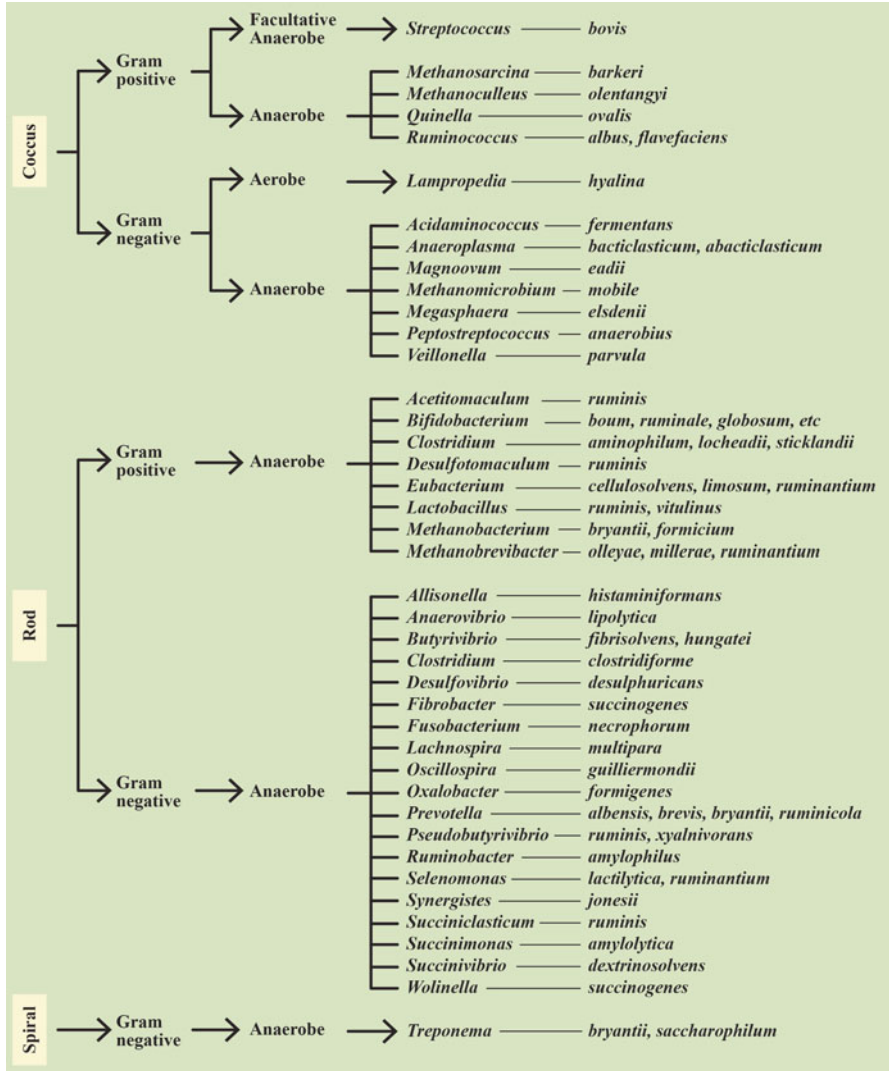 Coccus
Gram positive
Facultative Anaerobe
Streptococcus bovis
Anaerobe
Methanosarcina barkeri
Methanoculleus olentangyi
Quinella ovalis
Ruminococcus albus, flavefaciens
Gram negative
Aerobe
Lampropedia hyalina
Anaerobe
Acidaminococcus fermentans
Anaeroplasma bacticlasticum, abacticlasticum
Magnoovum eadii
Methanomicrobium mobile
Megasphaera elsdenii
Peptostreptococcus anaerobius
Veillonella parvula
Rod
Gram positive
Anaerobe
Acetitomaculum ruminis
Bifidobacterium boum, ruminale, globosum, etc
Clostridium aminophilum, locheadii, sticklandii
Desulfotomaculum ruminis
Eubacterium cellulosolvens, limosum, ruminantium
Lactobacillus ruminis, vitulinus
Methanobacterium bryantii, formicium
Methanobrevibacter olleyae, millerae, ruminantium
Gram negative
Anaerobe
Allisonella histaminiformans
Anaerovibrio lipolytica
Butyrivibrio fibrisolvens, hungatei
Clostridium clostridiforme
Desulfovibrio desulphuricans
Fibrobacter succinogenes
Fusobacterium necrophorum
Lachnospira multipara
Oscillospira guilliermondii
Oxalobacter formigenes
Prevotella albensis, brevis, bryantii, ruminicola
Pseudobutyrivibrio ruminis, xyalnivorans
Ruminobacter amylophilus
Selenomonas lactilytica, ruminantium
Synergistes jonesii
Succiniclasticum ruminis
Succinimonas amylolytica
Succinivibrio dextrinosolvens
Wolinella succinogenes
Spiral
Gram negative
Anaerobe
Treponema bryantii, saccharophilum